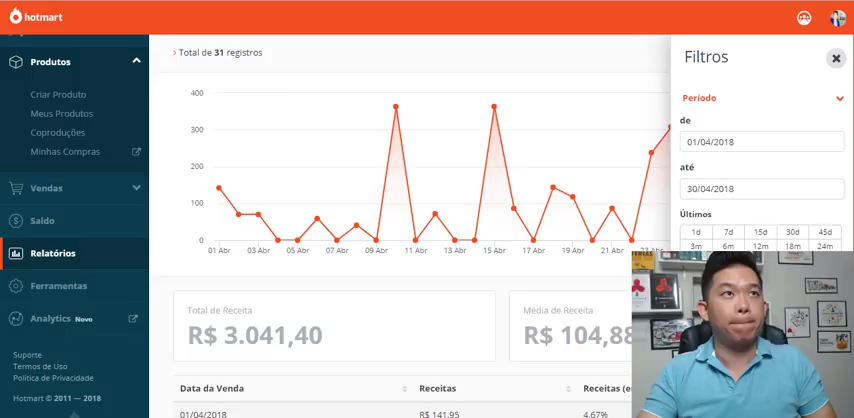 hotmart
Produtos
Criar Produto
Meus Produtos
Coproduções
Minhas Compras
Vendas
Saldo
Relatórios
Ferramentas
Analytics Novo
Suporte
Termos de Uso
Política de Privacidade
Hotmart © 2011 — 2018
Total de 31 registros
400
300
200
100
0
01 Abr 03 Abr 05 Abr 07 Abr 09 Abr 11 Abr 13 Abr 15 Abr 17 Abr 19 Abr 21 Abr
Total de Receita
R$ 3.041,40
Média de Receita
R$ 104,88
Data da Venda Receitas
01/04/2018 R$ 141,95 4,67%
Filtros
Período
de
01/04/2018
até
30/04/2018
Últimos
1d 7d 15d 30d 45d
3m 6m 12m 18m 24m